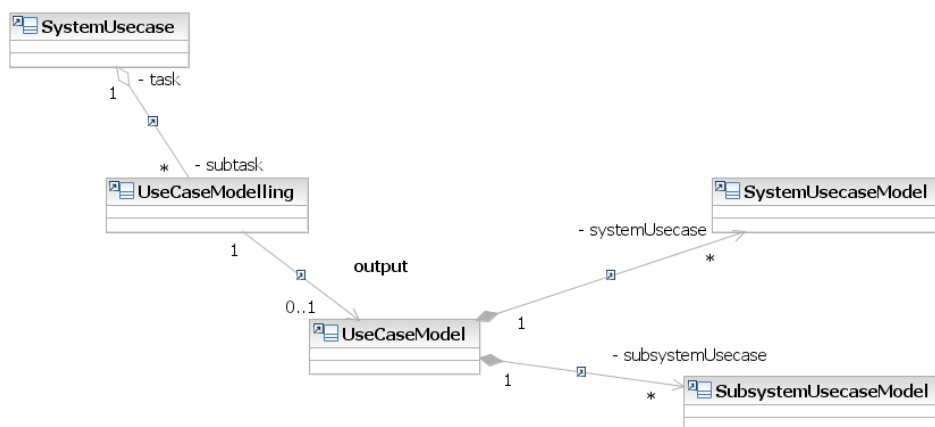 SystemUsecase
- task
1
* - subtask
UseCaseModelling
SystemUsecaseModel
- systemUsecase
1
*
output
0..1
1
UseCaseModel
- subsystemUsecase
1
*
SubsystemUsecaseModel